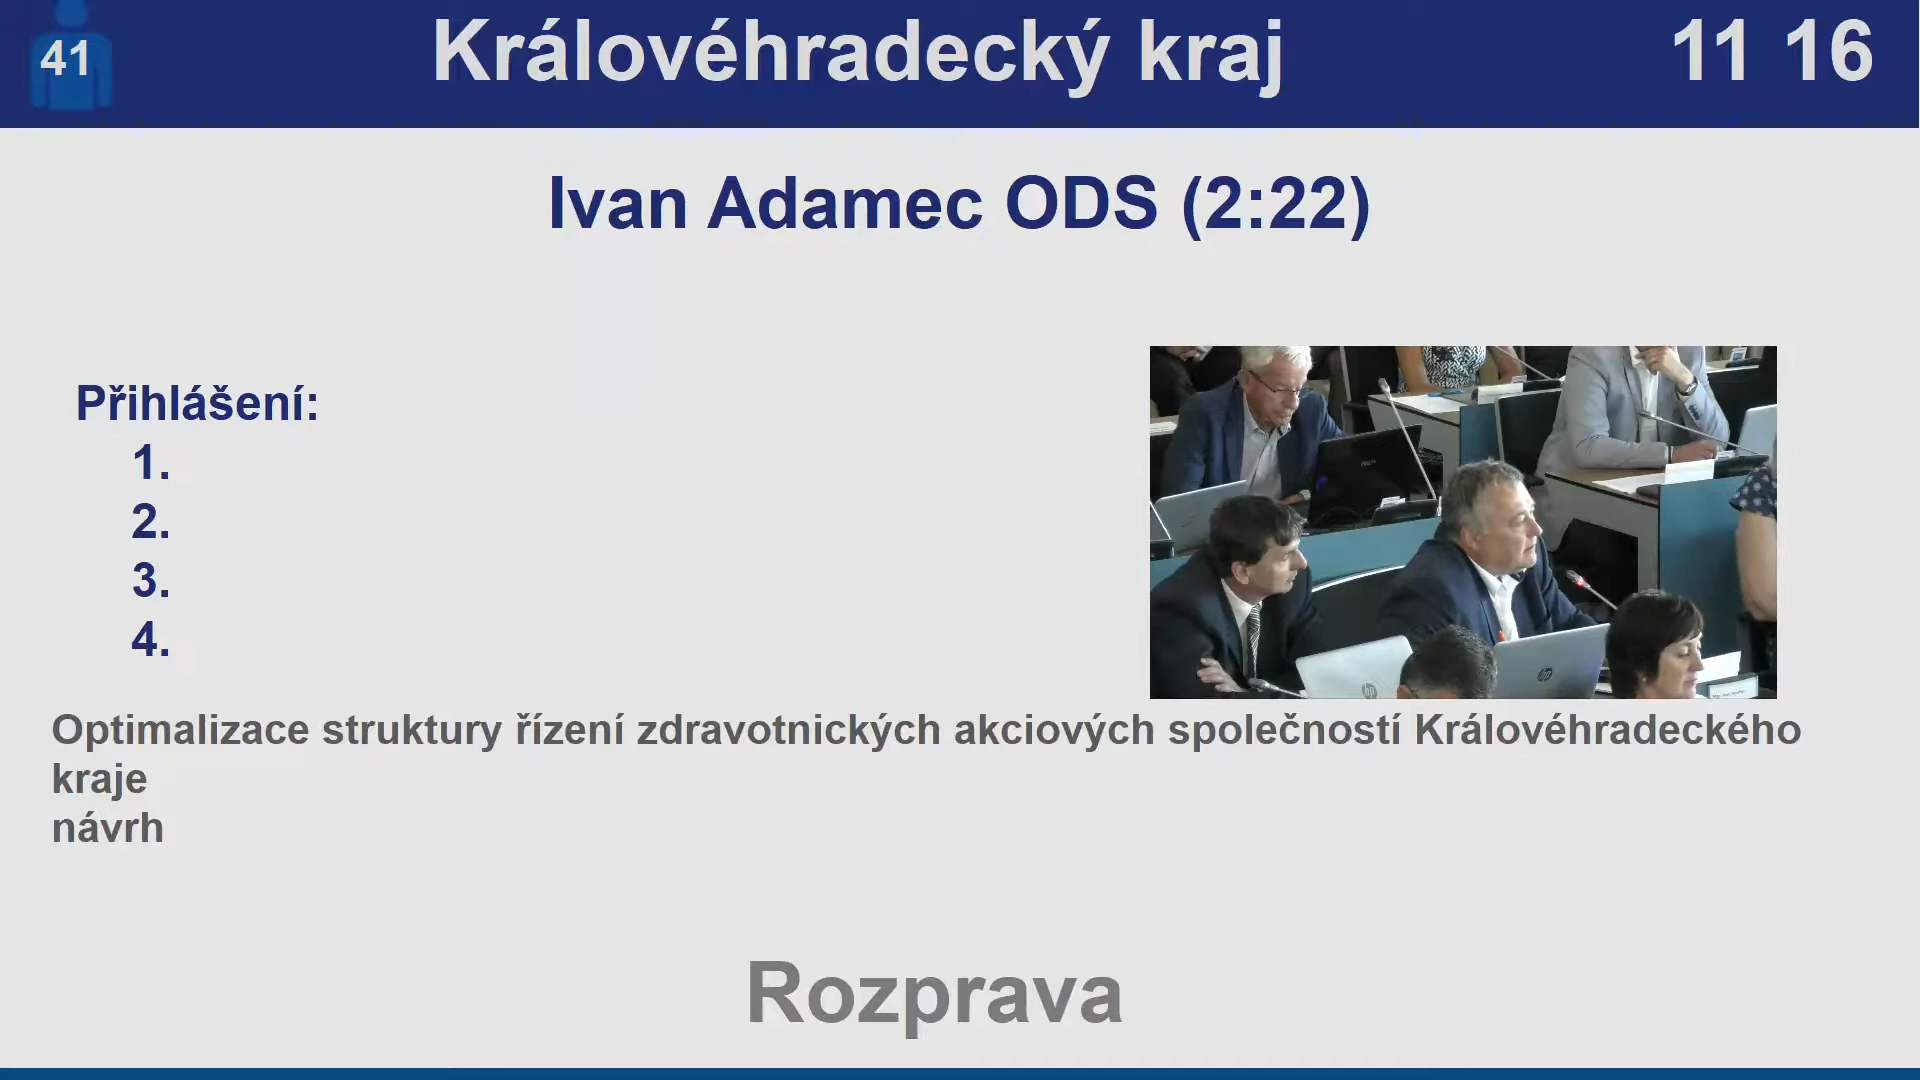 41
Královéhradecký kraj
11 16
Ivan Adamec ODS (2:22)
Přihlášení:
1.
2.
3.
4.
Optimalizace struktury řízení zdravotnických akciových společností Královéhradeckého
kraje
návrh
Rozprava